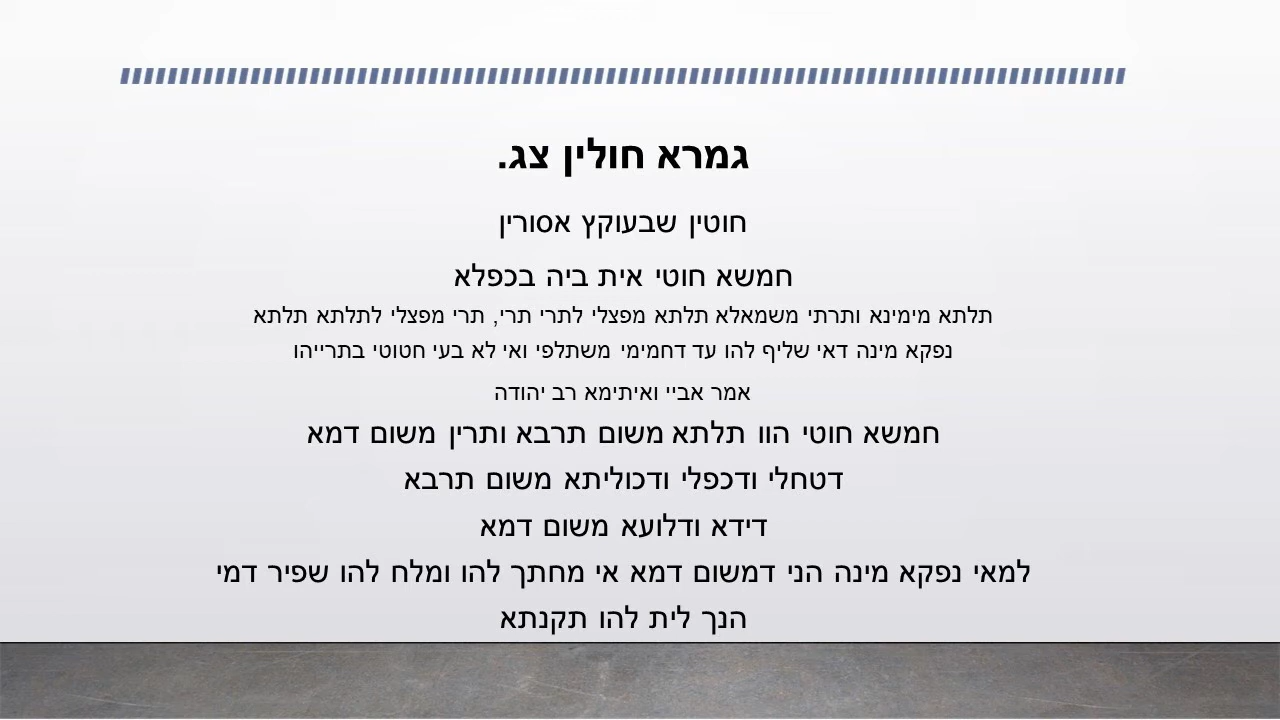 גמרא חולין צג.
חוטין שבעוקץ אסורין
חמשא חוטי אית ביה בכפלא
תלתא מימינא ותרתי משמאלא תלתא מפצלי לתרי תרי, תרי מפצלי לתלתא תלתא
נפקא מינה דאי שליף להו עד דחמימי משתלפי ואי לא בעי חטוטי בתרייהו
אמר אביי ואיתימא רב יהודה
חמשא חוטי הוו תלתא משום תרבא ותרין משום דמא
דטחלי ודכפלי ודכוליתא משום תרבא
דידא ודלועא משום דמא
למאי נפקא מינה הני דמשום דמא אי מחתך להו ומלח להו שפיר דמי
הנך לית להו תקנתא